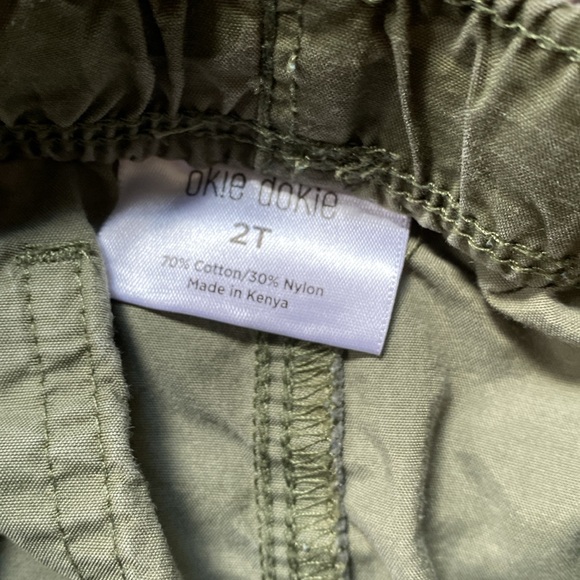 okie dokie
2T
70% Cotton/30% Nylon
Made in Kenya